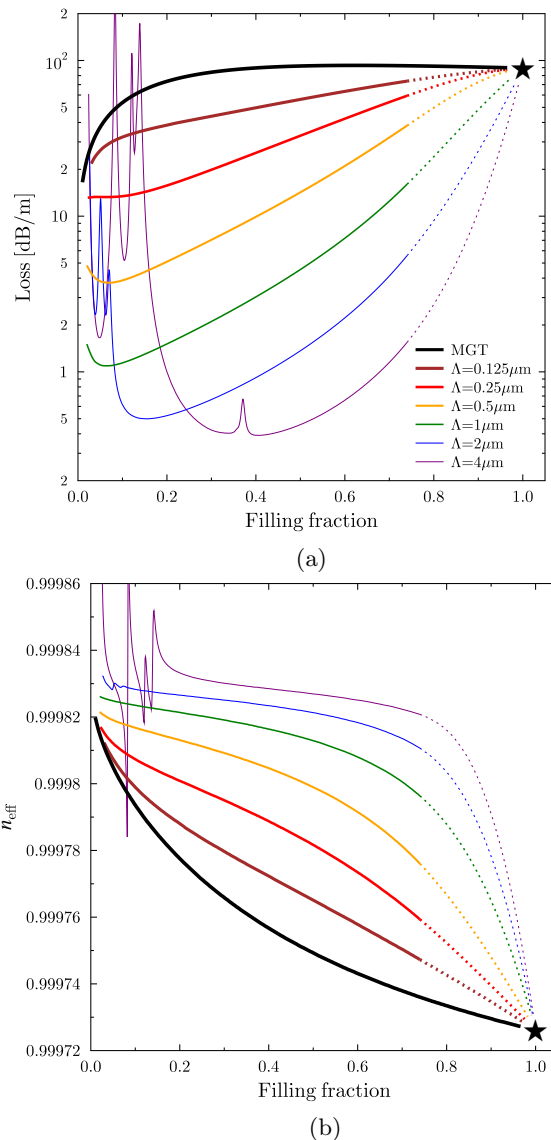 10²
5
2
10
5
2
1
5
2
Loss [dB/m]
MGT
Λ=0.125μm
Λ=0.25μm
Λ=0.5μm
Λ=1μm
Λ=2μm
Λ=4μm
0.0 0.2 0.4 0.6 0.8 1.0
Filling fraction
(a)
0.99986
0.99984
0.99982
0.9998
0.99978
0.99976
0.99974
0.99972
n_eff
0.0 0.2 0.4 0.6 0.8 1.0
Filling fraction
(b)